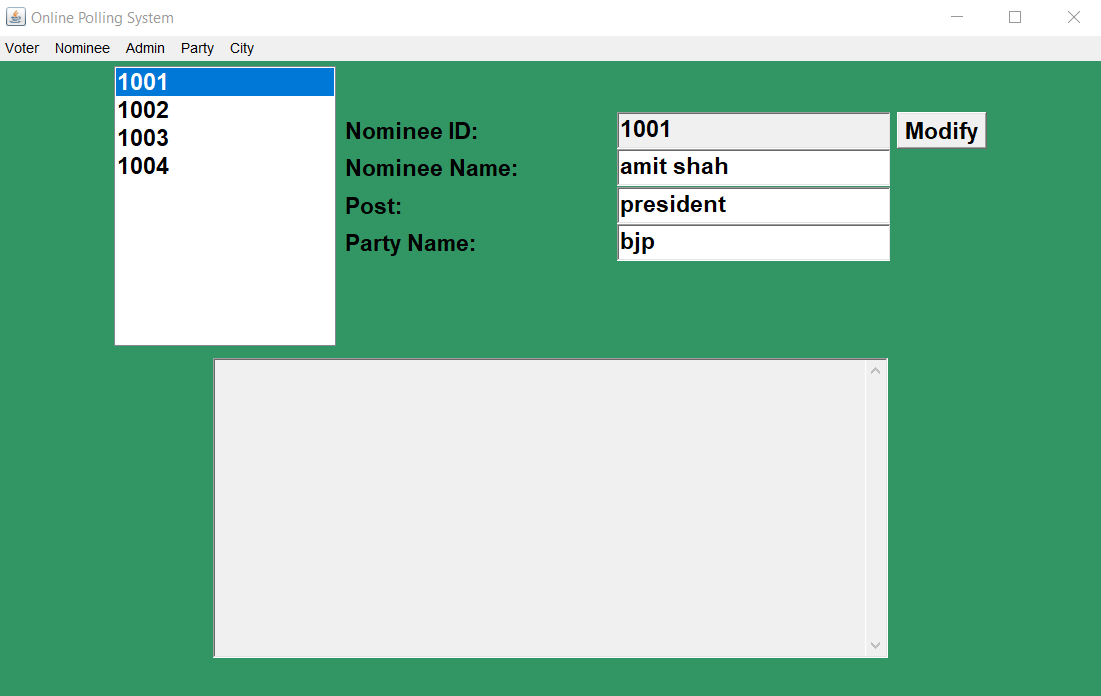 Online Polling System
Voter Nominee Admin Party City
1001
1002
1003
1004
Nominee ID: 1001 Modify
Nominee Name: amit shah
Post: president
Party Name: bjp